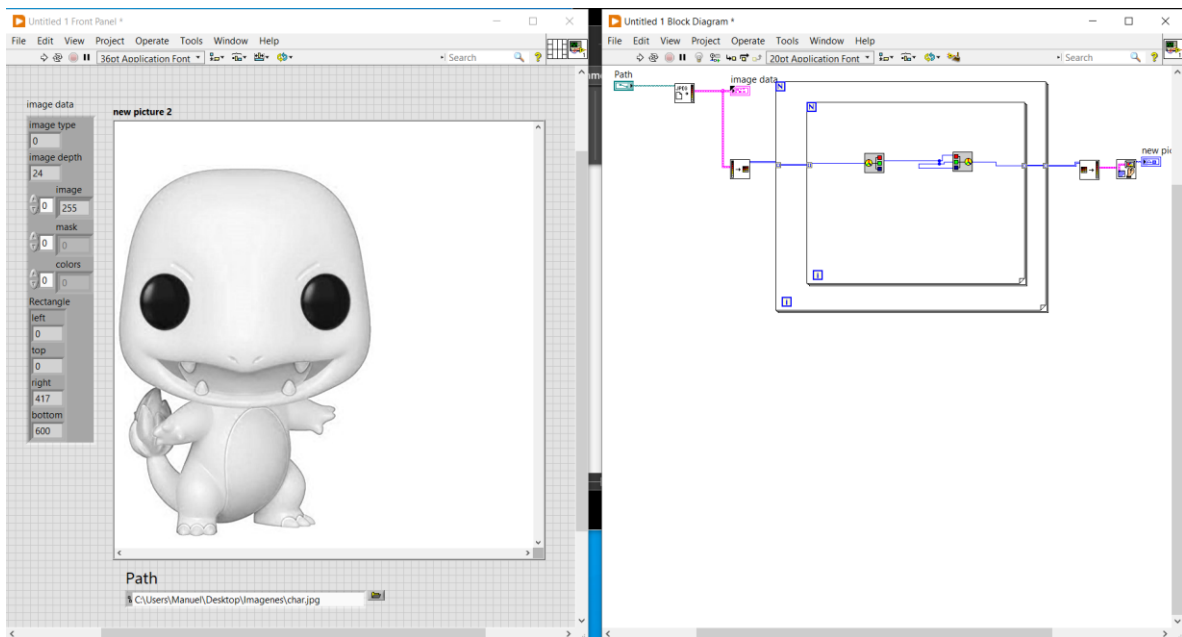 Untitled 1 Front Panel *
File Edit View Project Operate Tools Window Help
36pt Application Font
Search
image data
image type
0
image depth
24
image
0 255
mask
0 0
colors
0 0
Rectangle
left
0
top
0
right
417
bottom
600
new picture 2
Path
C:\Users\Manuel\Desktop\Imagenes\char.jpg
Untitled 1 Block Diagram *
File Edit View Project Operate Tools Window Help
20pt Application Font
Search
Path
JPEG
image data
N
N
i
i
new pic